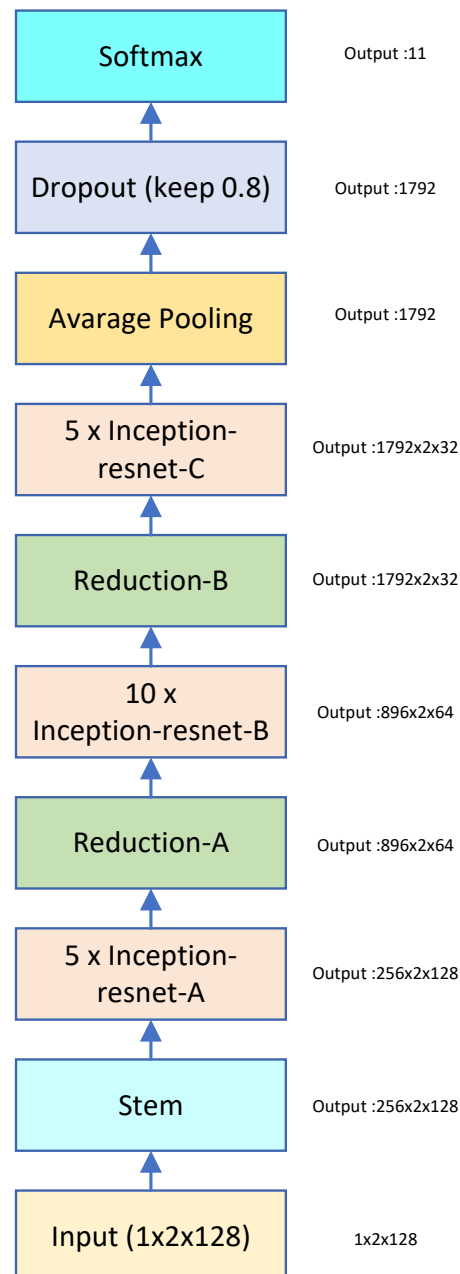 Softmax
Output :11
Dropout (keep 0.8)
Output :1792
Avarage Pooling
Output :1792
5 x Inception-
resnet-C
Output :1792x2x32
Reduction-B
Output :1792x2x32
10 x
Inception-resnet-B
Output :896x2x64
Reduction-A
Output :896x2x64
5 x Inception-
resnet-A
Output :256x2x128
Stem
Output :256x2x128
Input (1x2x128)
1x2x128